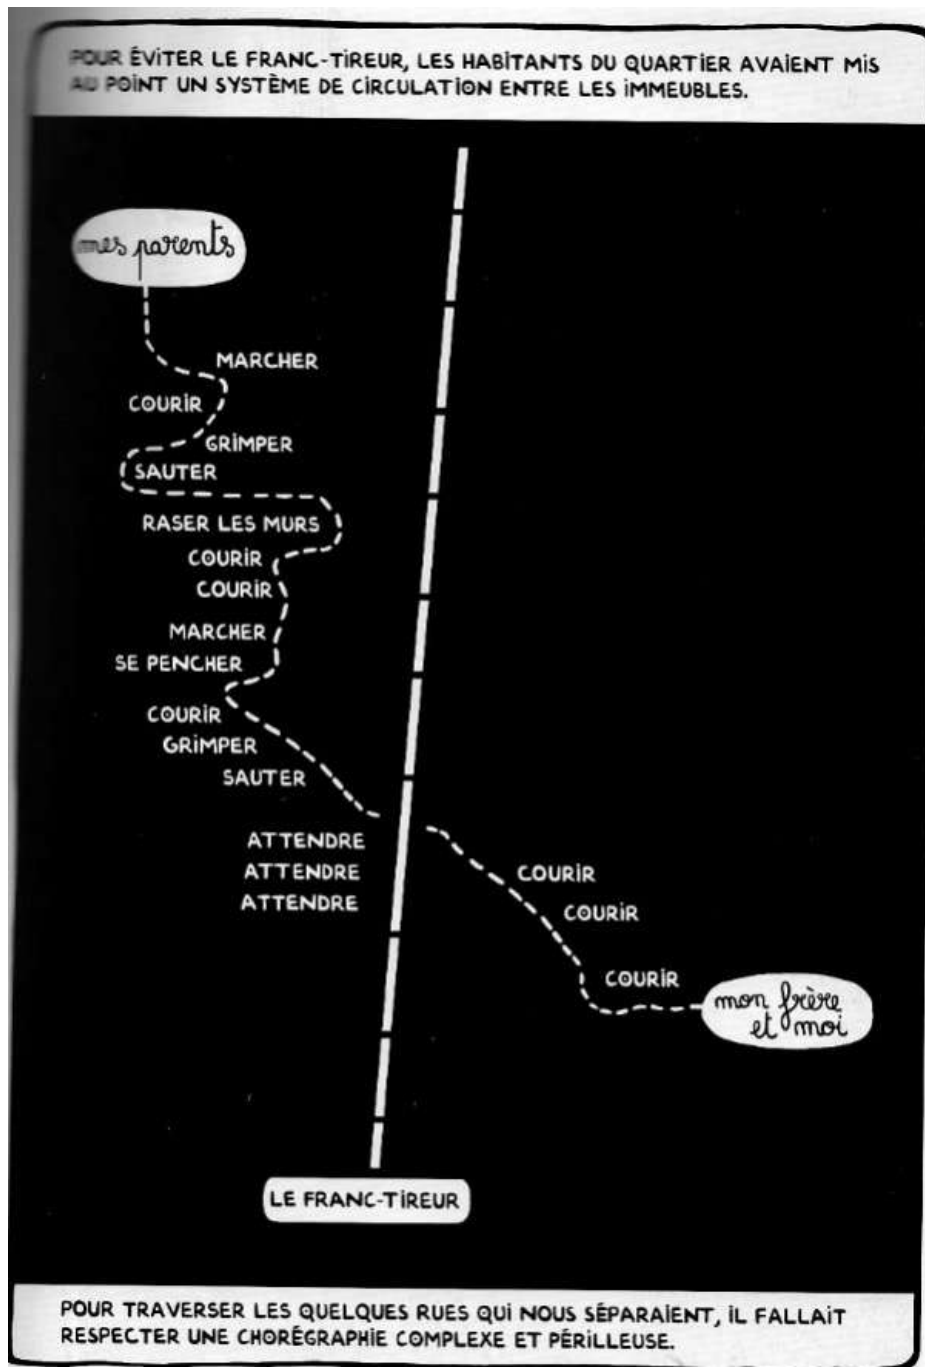 POUR ÉVITER LE FRANC-TIREUR, LES HABITANTS DU QUARTIER AVAIENT MIS
AU POINT UN SYSTÈME DE CIRCULATION ENTRE LES IMMEUBLES.
mes parents
MARCHER
COURIR
GRIMPER
SAUTER
RASER LES MURS
COURIR
COURIR
MARCHER
SE PENCHER
COURIR
GRIMPER
SAUTER
ATTENDRE
ATTENDRE
ATTENDRE
COURIR
COURIR
COURIR
mon frère
et moi
LE FRANC-TIREUR
POUR TRAVERSER LES QUELQUES RUES QUI NOUS SÉPARAIENT, IL FALLAIT
RESPECTER UNE CHORÉGRAPHIE COMPLEXE ET PÉRILLEUSE.